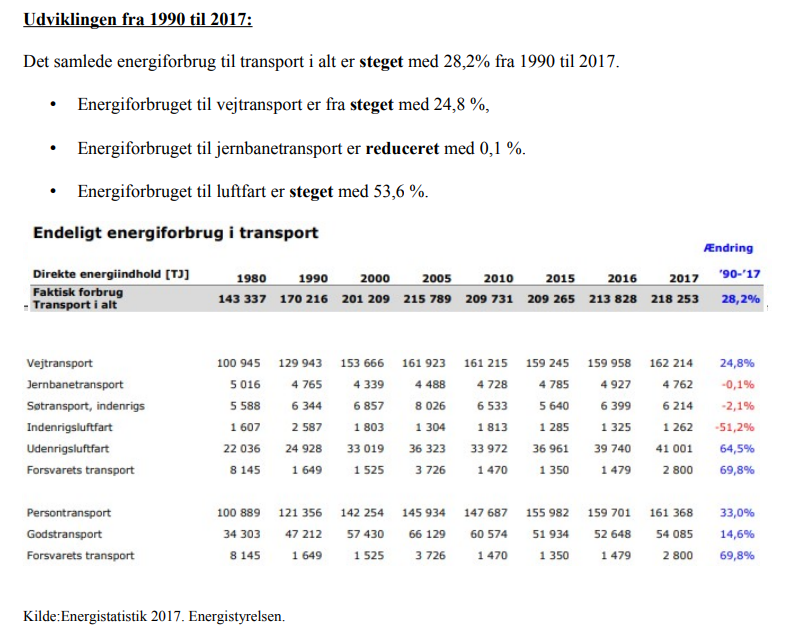 Udviklingen fra 1990 til 2017:
Det samlede energiforbrug til transport i alt er steget med 28,2% fra 1990 til 2017.
• Energiforbruget til vejtransport er fra steget med 24,8 %,
• Energiforbruget til jernbanetransport er reduceret med 0,1 %.
• Energiforbruget til luftfart er steget med 53,6 %.
Endeligt energiforbrug i transport
Ændring
Direkte energiindhold [TJ] 1980 1990 2000 2005 2010 2015 2016 2017 '90-'17
Faktisk forbrug
Transport i alt 143 337 170 216 201 209 215 789 209 731 209 265 213 828 218 253 28,2%
Vejtransport 100 945 129 943 153 666 161 923 161 215 159 245 159 958 162 214 24,8%
Jernbanetransport 5 016 4 765 4 339 4 488 4 728 4 785 4 927 4 762 -0,1%
Søtransport, indenrigs 5 588 6 344 6 857 8 026 6 533 5 640 6 399 6 214 -2,1%
Indenrigsluftfart 1 607 2 587 1 803 1 304 1 813 1 285 1 325 1 262 -51,2%
Udenrigsluftfart 22 036 24 928 33 019 36 323 33 972 36 961 39 740 41 001 64,5%
Forsvarets transport 8 145 1 649 1 525 3 726 1 470 1 350 1 479 2 800 69,8%
Persontransport 100 889 121 356 142 254 145 934 147 687 155 982 159 701 161 368 33,0%
Godstransport 34 303 47 212 57 430 66 129 60 574 51 934 52 648 54 085 14,6%
Forsvarets transport 8 145 1 649 1 525 3 726 1 470 1 350 1 479 2 800 69,8%
Kilde:Energistatistik 2017. Energistyrelsen.